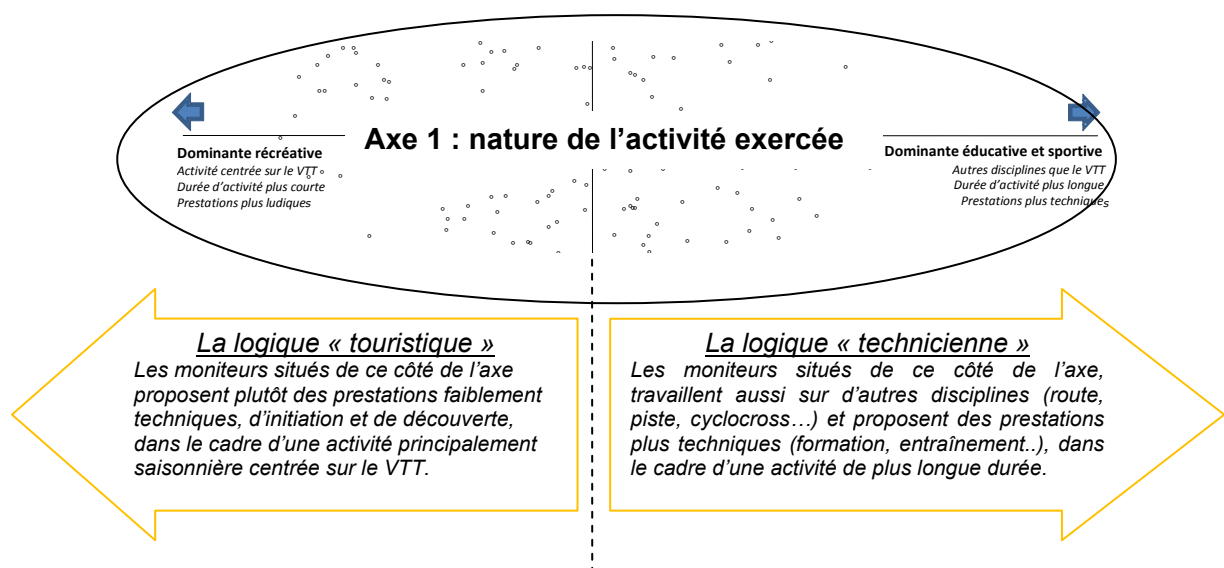 Axe 1 : nature de l’activité exercée
Dominante récréative
Activité centrée sur le VTT
Durée d’activité plus courte
Prestations plus ludiques
Dominante éducative et sportive
Autres disciplines que le VTT
Durée d’activité plus longue
Prestations plus techniques
La logique « touristique »
Les moniteurs situés de ce côté de l’axe
proposent plutôt des prestations faiblement
techniques, d’initiation et de découverte,
dans le cadre d’une activité principalement
saisonnière centrée sur le VTT.
La logique « technicienne »
Les moniteurs situés de ce côté de l’axe,
travaillent aussi sur d’autres disciplines (route,
piste, cyclocross…) et proposent des prestations
plus techniques (formation, entraînement..), dans
le cadre d’une activité de plus longue durée.